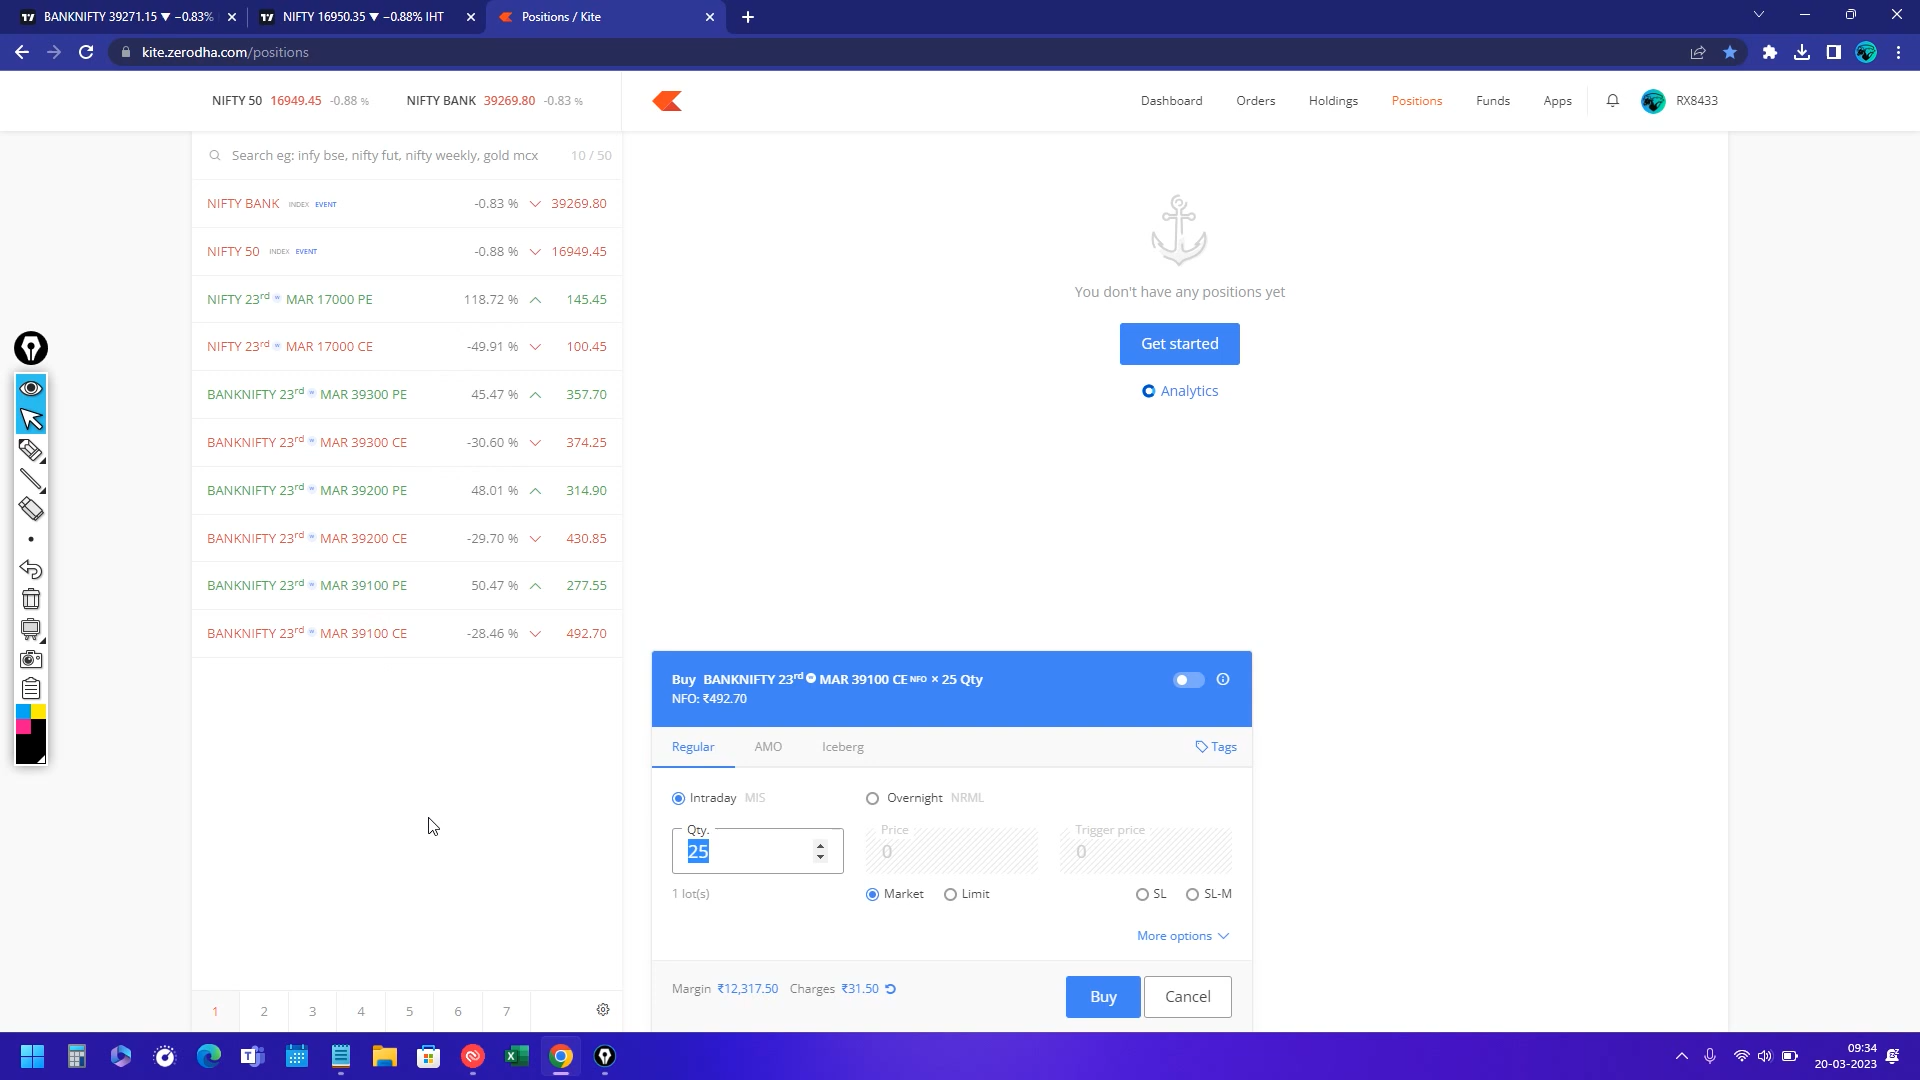 BANKNIFTY 39271.15 ▼ −0.83%
NIFTY 16950.35 ▼ −0.88% IHT
Positions / Kite
kite.zerodha.com/positions
NIFTY 50 16949.45 -0.88 %
NIFTY BANK 39269.80 -0.83 %
Dashboard
Orders
Holdings
Positions
Funds
Apps
RX8433
Search eg: infy bse, nifty fut, nifty weekly, gold mcx
10 / 50
NIFTY BANK INDEX EVENT -0.83 % 39269.80
NIFTY 50 INDEX EVENT -0.88 % 16949.45
NIFTY 23rd w MAR 17000 PE 118.72 % 145.45
NIFTY 23rd w MAR 17000 CE -49.91 % 100.45
BANKNIFTY 23rd w MAR 39300 PE 45.47 % 357.70
BANKNIFTY 23rd w MAR 39300 CE -30.60 % 374.25
BANKNIFTY 23rd w MAR 39200 PE 48.01 % 314.90
BANKNIFTY 23rd w MAR 39200 CE -29.70 % 430.85
BANKNIFTY 23rd w MAR 39100 PE 50.47 % 277.55
BANKNIFTY 23rd w MAR 39100 CE -28.46 % 492.70
1 2 3 4 5 6 7
You don't have any positions yet
Get started
Analytics
Buy BANKNIFTY 23rd w MAR 39100 CE NFO × 25 Qty
NFO: ₹492.70
Regular
AMO
Iceberg
Tags
Intraday MIS
Overnight NRML
Qty.
Price
Trigger price
25
0
0
1 lot(s)
Market
Limit
SL
SL-M
More options
Margin ₹12,317.50 Charges ₹31.50
Buy
Cancel
09:34
20-03-2023